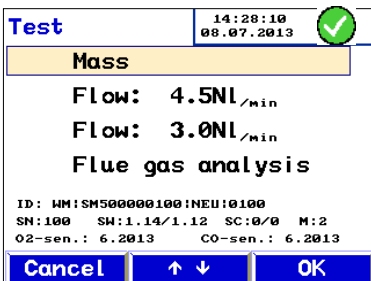 Test
14:28:10
08.07.2013
Mass
Flow: 4.5Nl/min
Flow: 3.0Nl/min
Flue gas analysis
ID: WM!SM500000100!NEU!0100
SN:100 SW:1.14/1.12 SC:0/0 M:2
O2-sen.: 6.2013 CO-sen.: 6.2013
Cancel ↑ ↓ OK